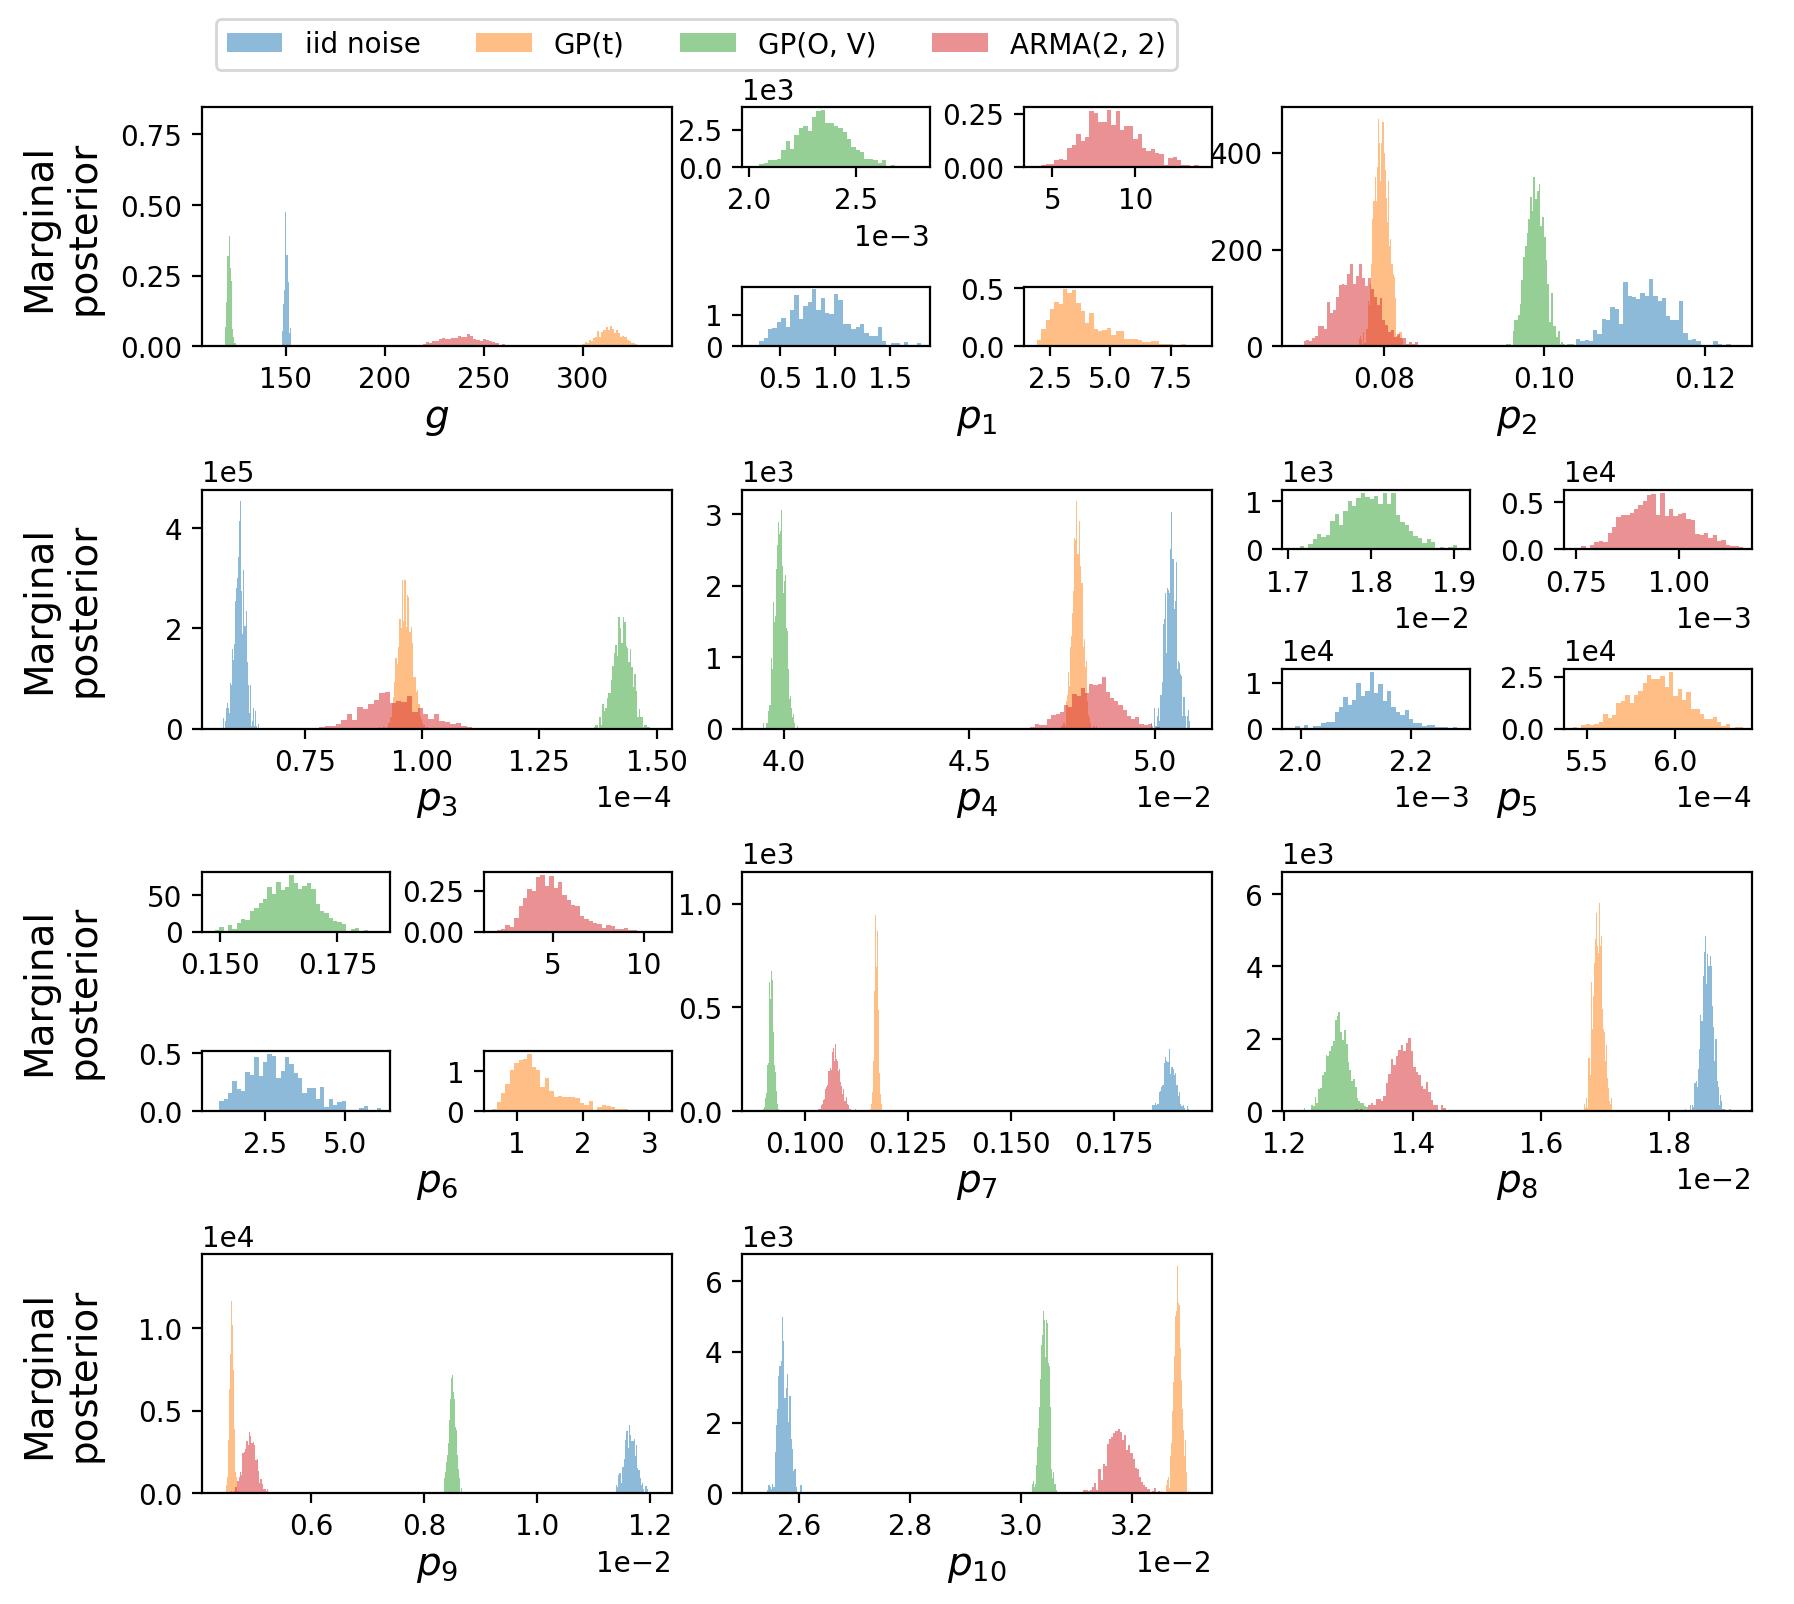 iid noise GP(t) GP(O, V) ARMA(2, 2)
Marginal posterior
0.75
0.50
0.25
0.00
150 200 250 300
g
1e3
2.5
0.0
2.0 2.5
1e−3
0.25
0.00
5 10
1
0
0.5 1.0 1.5
0.5
0.0
2.5 5.0 7.5
p1
400
200
0
0.08 0.10 0.12
p2
Marginal posterior
1e5
4
2
0
0.75 1.00 1.25 1.50
p3 1e−4
1e3
3
2
1
0
4.0 4.5 5.0
p4 1e−2
1e3
1
0
1.7 1.8 1.9
1e−2
1e4
0.5
0.0
0.75 1.00
1e−3
1e4
1
0
2.0 2.2
1e−3
1e4
2.5
0.0
5.5 6.0
p5 1e−4
Marginal posterior
50
0
0.150 0.175
0.25
0.00
5 10
0.5
0.0
2.5 5.0
1
0
1 2 3
p6
1e3
1.0
0.5
0.0
0.100 0.125 0.150 0.175
p7
1e3
6
4
2
0
1.2 1.4 1.6 1.8
p8 1e−2
Marginal posterior
1e4
1.0
0.5
0.0
0.6 0.8 1.0 1.2
p9 1e−2
1e3
6
4
2
0
2.6 2.8 3.0 3.2
p10 1e−2